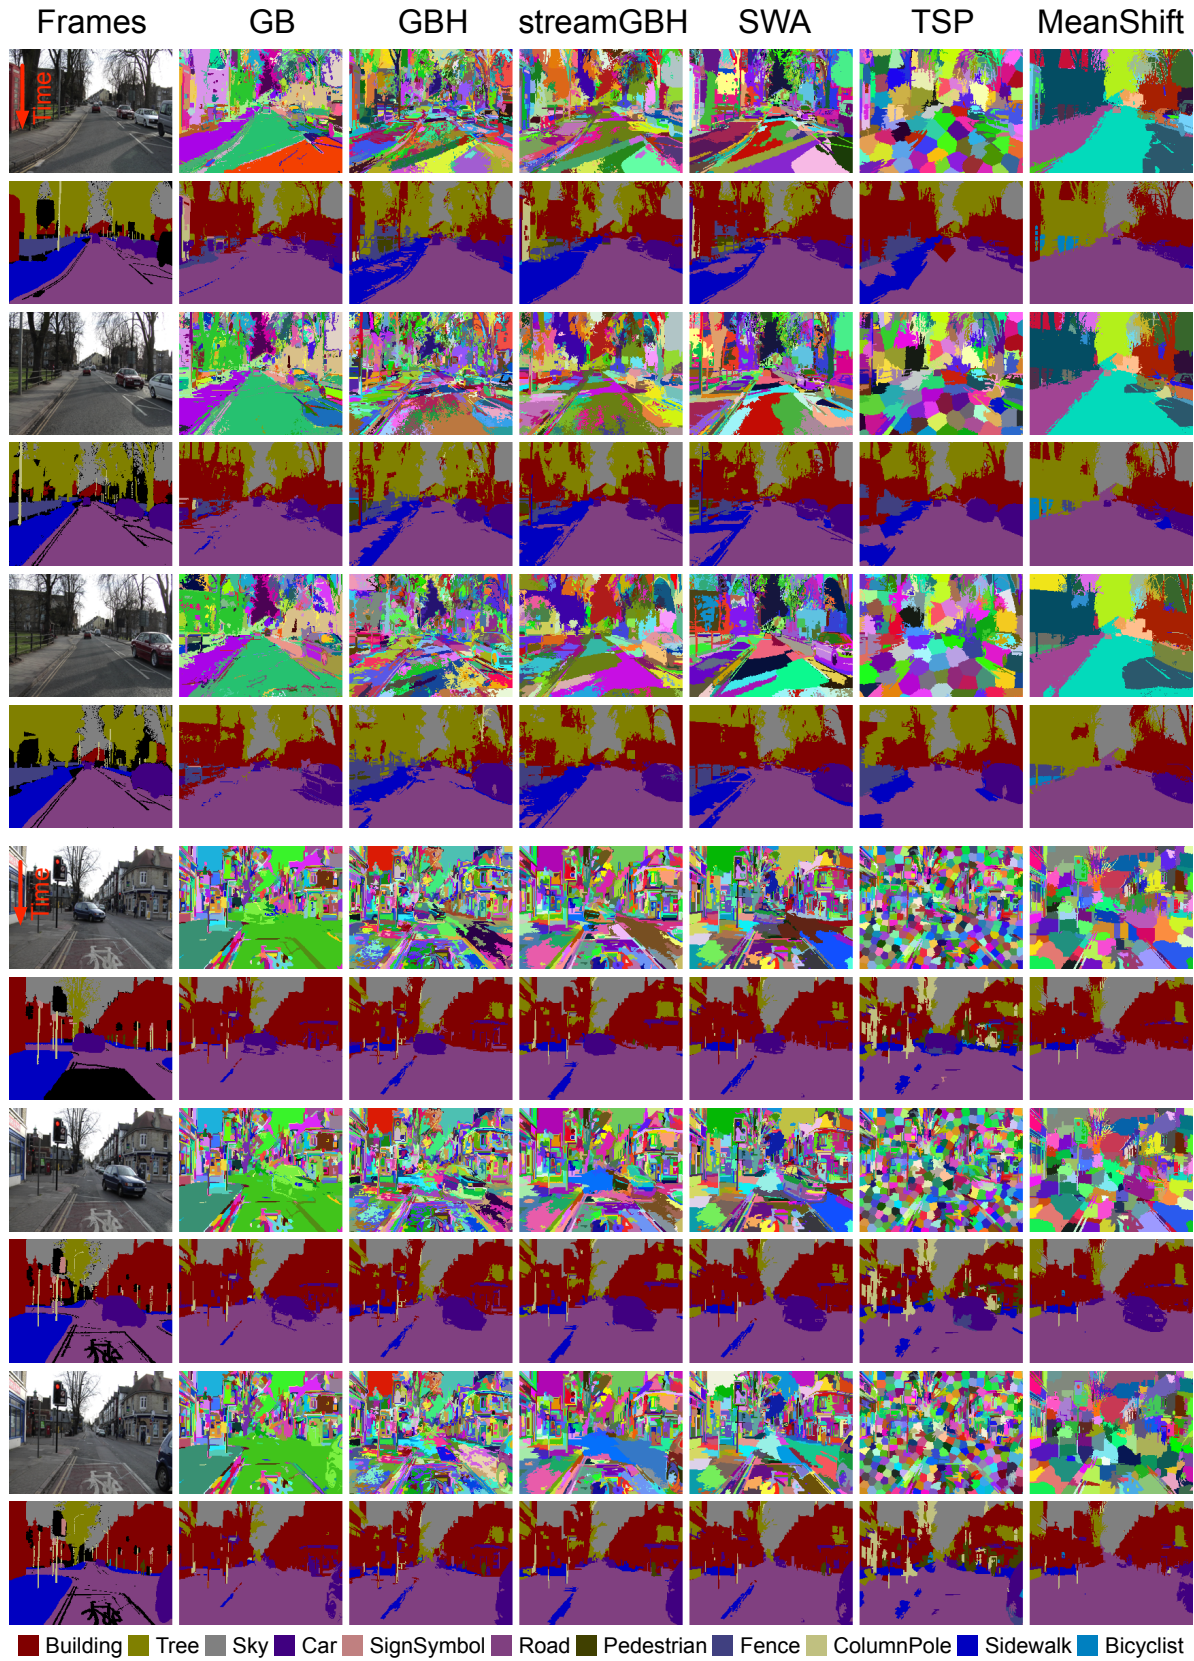 Frames GB GBH streamGBH SWA TSP MeanShift
Time
Time
Building Tree Sky Car SignSymbol Road Pedestrian Fence ColumnPole Sidewalk Bicyclist